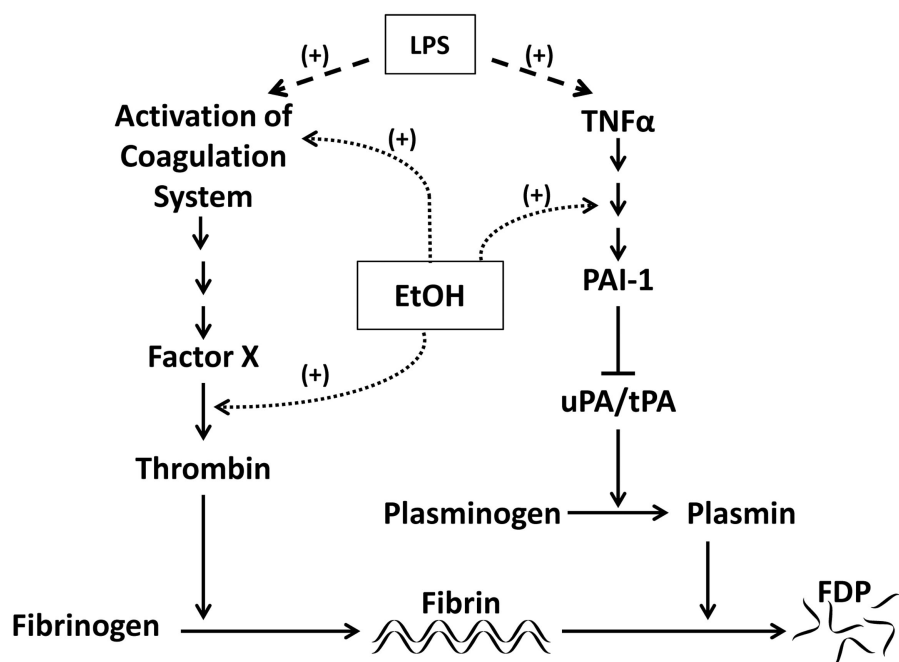 LPS
(+)
(+)
Activation of
Coagulation
System
TNFα
(+)
(+)
EtOH
PAI-1
Factor X
(+)
uPA/tPA
Thrombin
Plasminogen
Plasmin
Fibrinogen
Fibrin
FDP